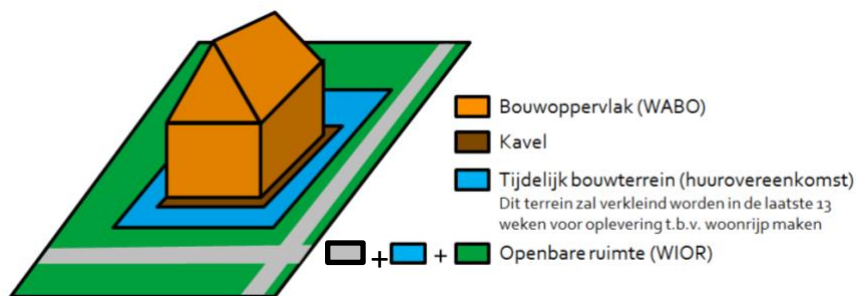 Bouwoppervlak (WABO)
Kavel
Tijdelijk bouwterrein (huurovereenkomst)
Dit terrein zal verkleind worden in de laatste 13
weken voor oplevering t.b.v. woonrijp maken
+ + Openbare ruimte (WIOR)